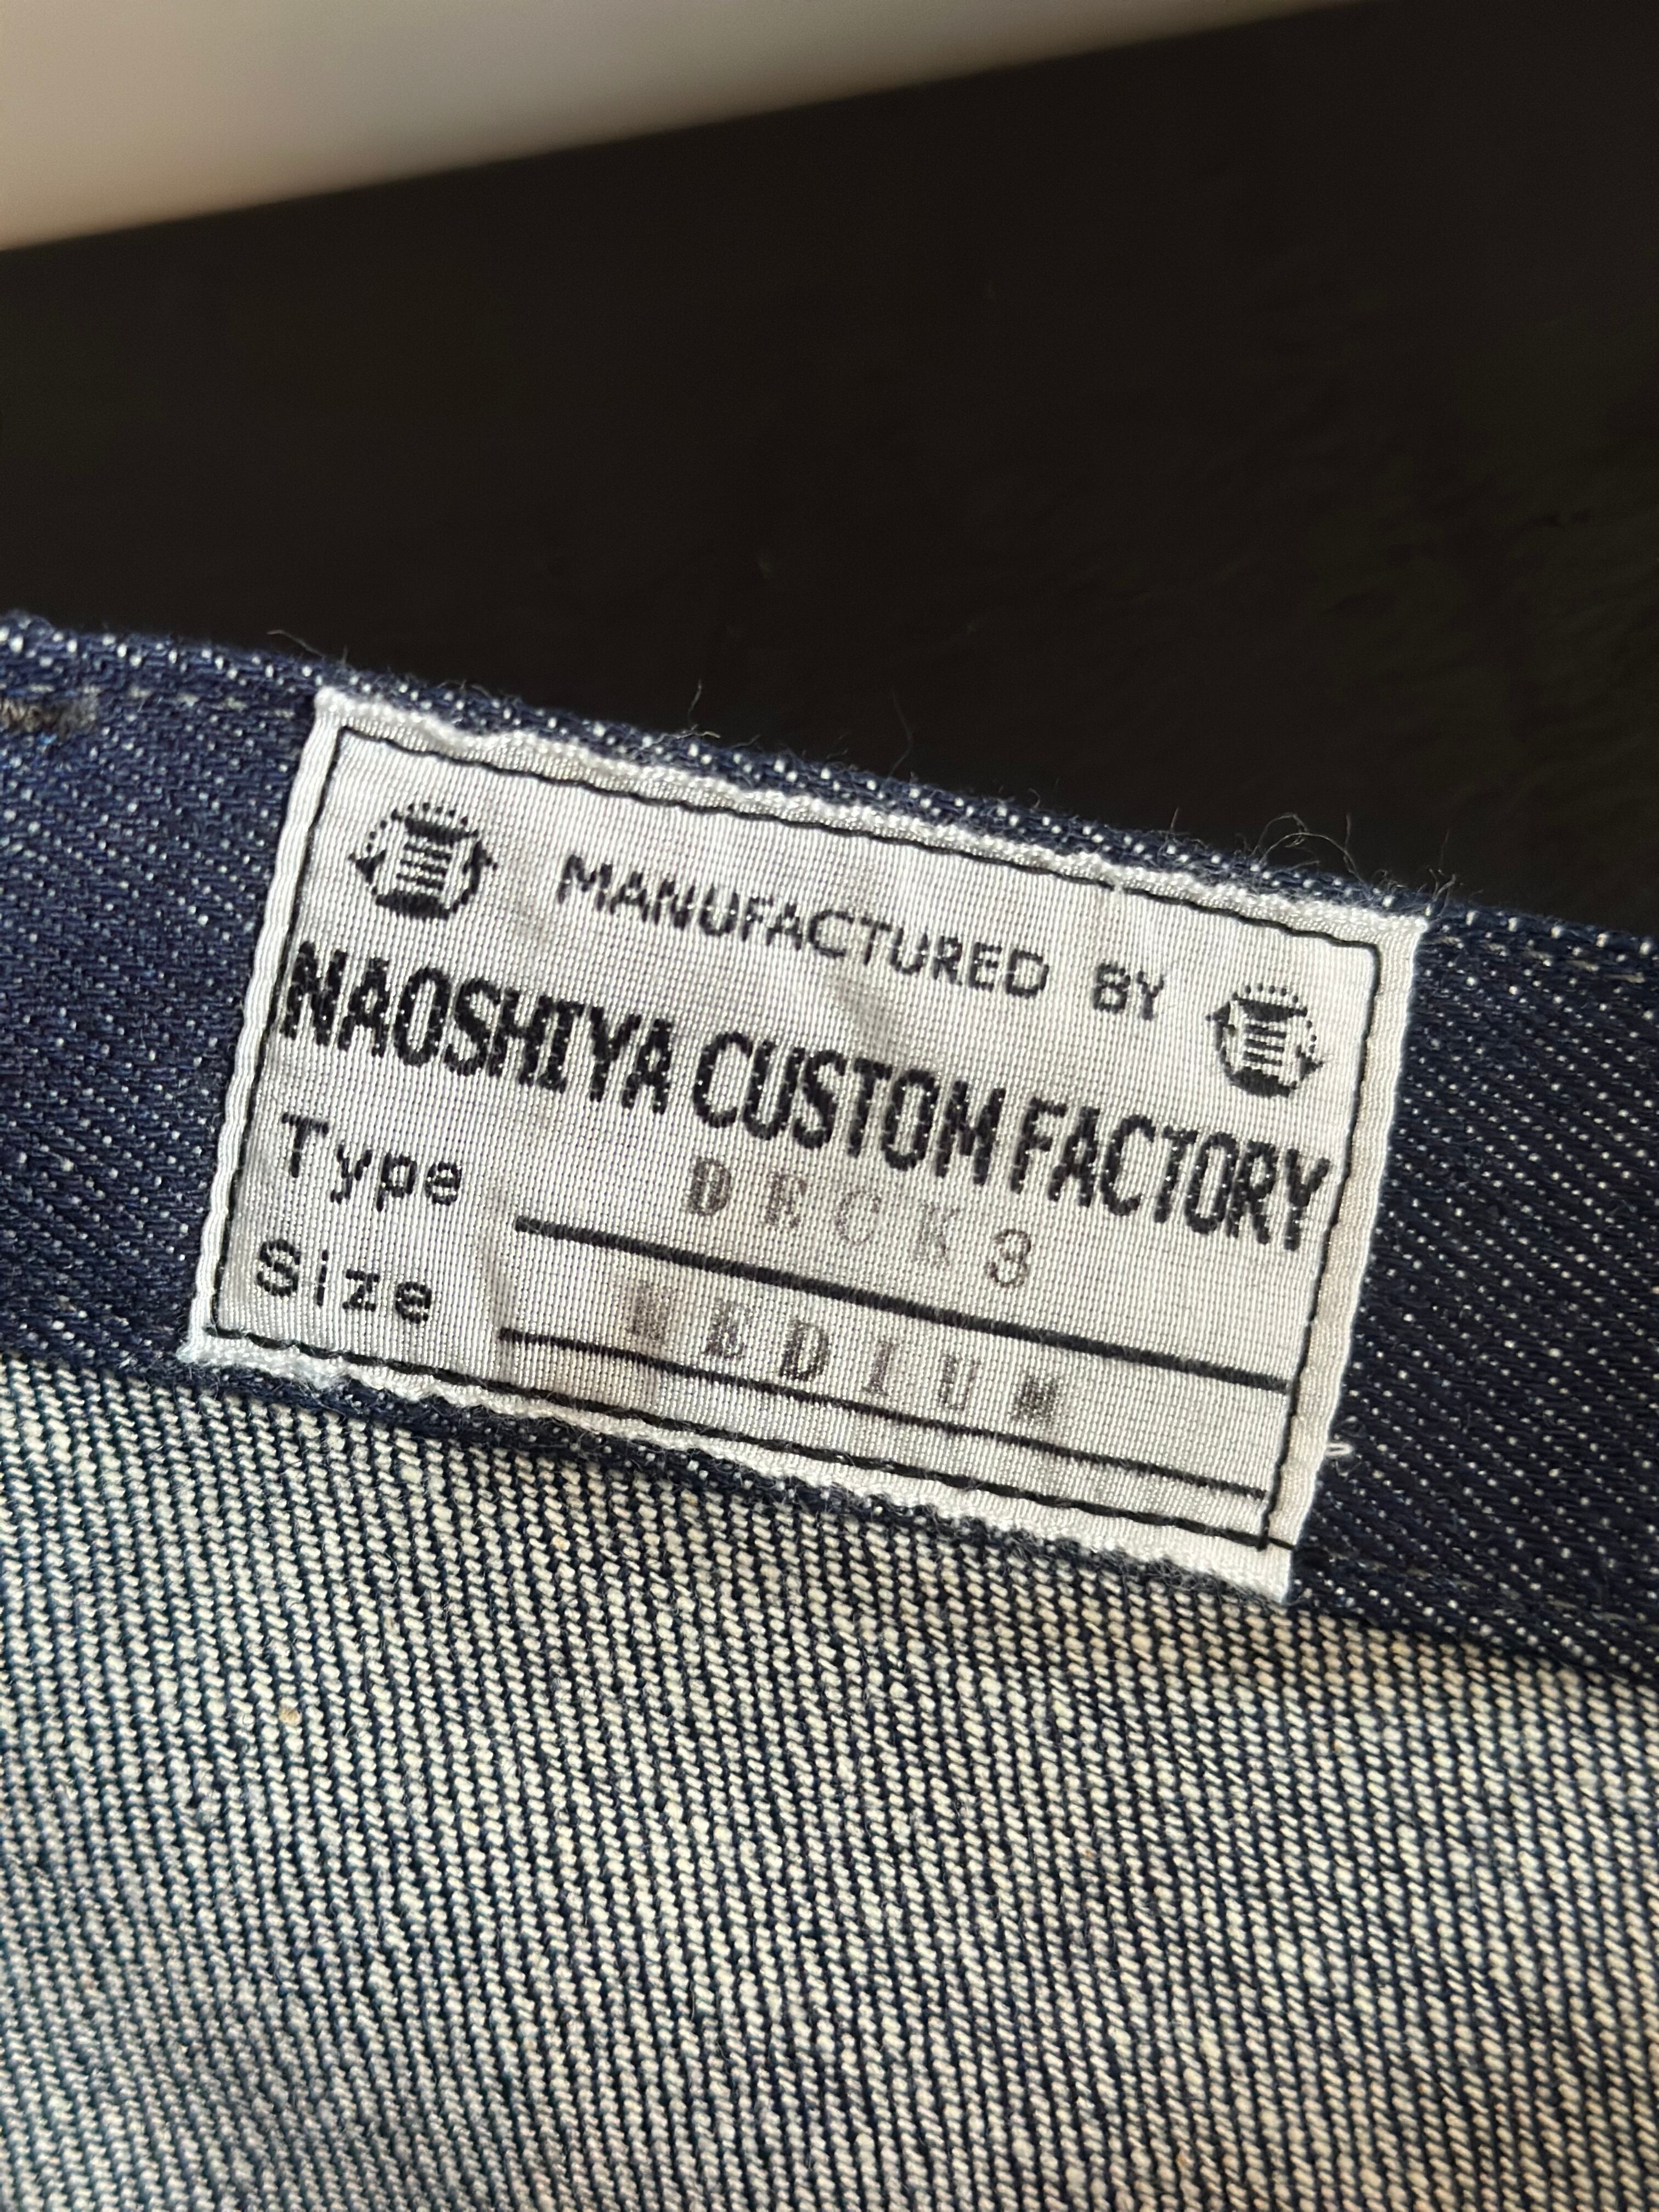 MANUFACTURED BY
NAOSHIYA CUSTOM FACTORY
Type DECK3
Size MEDIUM